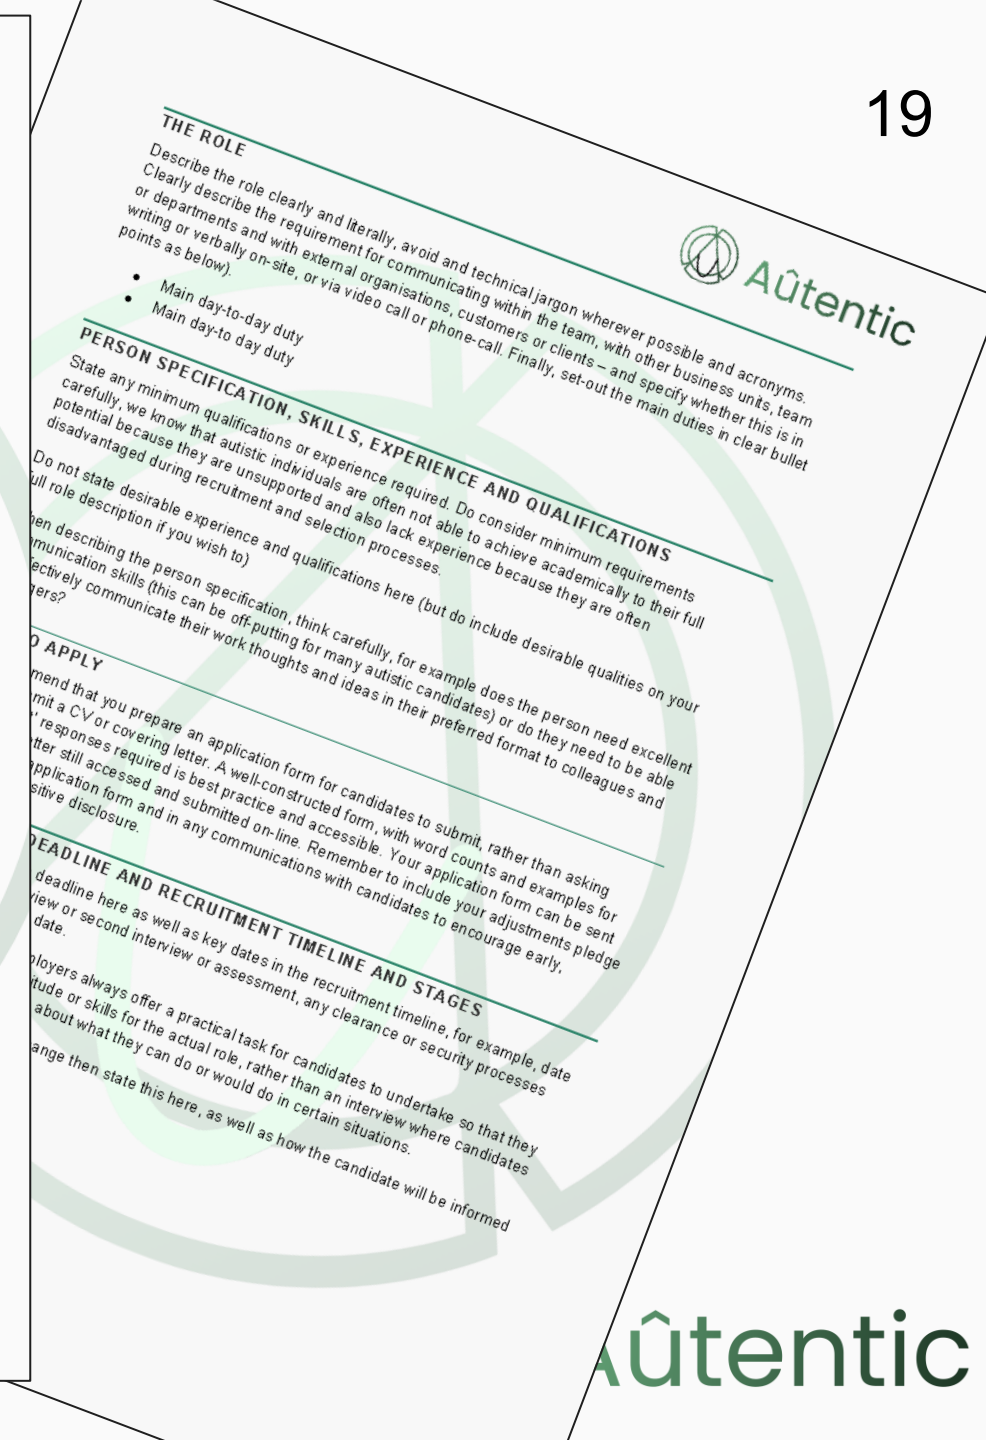 19
Aûtentic
THE ROLE
Describe the role clearly and literally, avoid and technical jargon wherever possible and acronyms.
Clearly describe the requirement for communicating within the team, with other business units, team
or departments and with external organisations, customers or clients – and specify whether this is in
writing or verbally on-site, or via video call or phone-call. Finally, set-out the main duties in clear bullet
points as below).
• Main day-to-day duty
• Main day-to day duty
PERSON SPECIFICATION, SKILLS, EXPERIENCE AND QUALIFICATIONS
State any minimum qualifications or experience required. Do consider minimum requirements
carefully, we know that autistic individuals are often not able to achieve academically to their full
potential because they are unsupported and also lack experience because they are often
disadvantaged during recruitment and selection processes.
Do not state desirable experience and qualifications here (but do include desirable qualities on your
ull role description if you wish to)
hen describing the person specification, think carefully, for example does the person need excellent
mmunication skills (this can be off-putting for many autistic candidates) or do they need to be able
fectively communicate their work thoughts and ideas in their preferred format to colleagues and
gers?
O APPLY
mend that you prepare an application form for candidates to submit, rather than asking
mit a CV or covering letter. A well-constructed form, with word counts and examples for
' responses required is best practice and accessible. Your application form can be sent
tter still accessed and submitted on-line. Remember to include your adjustments pledge
application form and in any communications with candidates to encourage early,
sitive disclosure.
DEADLINE AND RECRUITMENT TIMELINE AND STAGES
deadline here as well as key dates in the recruitment timeline, for example, date
view or second interview or assessment, any clearance or security processes
date.
ployers always offer a practical task for candidates to undertake so that they
itude or skills for the actual role, rather than an interview where candidates
about what they can do or would do in certain situations.
ange then state this here, as well as how the candidate will be informed
Aûtentic